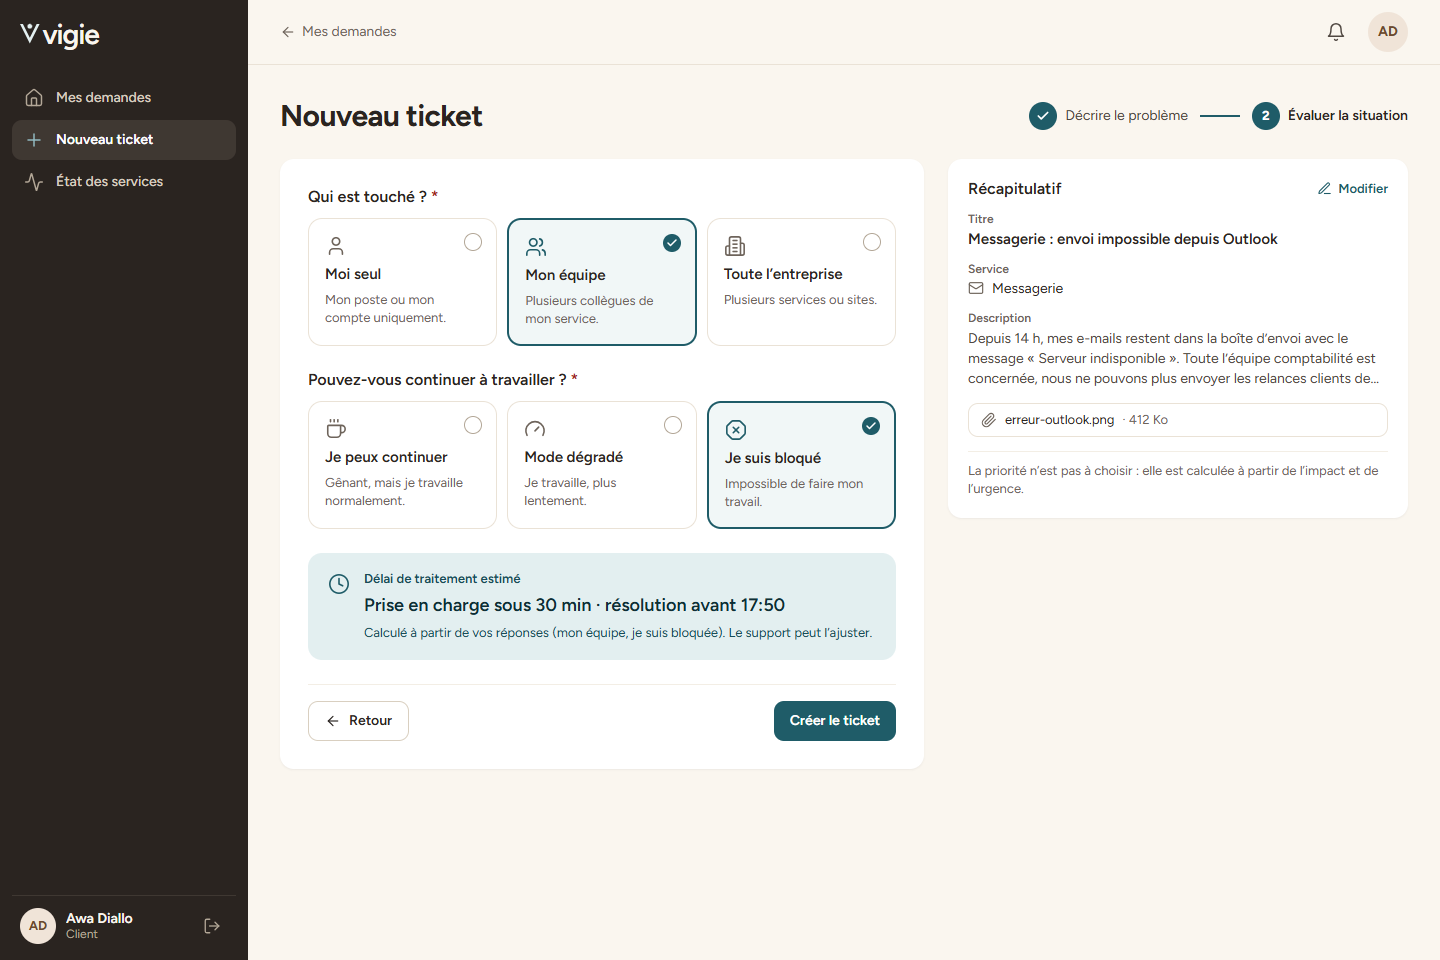 vigie
Mes demandes
Nouveau ticket
État des services
AD
Awa Diallo
Client
Mes demandes
AD
Nouveau ticket
Décrire le problème
2
Évaluer la situation
Qui est touché ? *
Moi seul
Mon poste ou mon
compte uniquement.
Mon équipe
Plusieurs collègues de
mon service.
Toute l’entreprise
Plusieurs services ou sites.
Pouvez-vous continuer à travailler ? *
Je peux continuer
Gênant, mais je travaille
normalement.
Mode dégradé
Je travaille, plus
lentement.
Je suis bloqué
Impossible de faire mon
travail.
Délai de traitement estimé
Prise en charge sous 30 min · résolution avant 17:50
Calculé à partir de vos réponses (mon équipe, je suis bloquée). Le support peut l’ajuster.
Retour
Créer le ticket
Récapitulatif
Modifier
Titre
Messagerie : envoi impossible depuis Outlook
Service
Messagerie
Description
Depuis 14 h, mes e-mails restent dans la boîte d’envoi avec le
message « Serveur indisponible ». Toute l’équipe comptabilité est
concernée, nous ne pouvons plus envoyer les relances clients de…
erreur-outlook.png · 412 Ko
La priorité n’est pas à choisir : elle est calculée à partir de l’impact et de
l’urgence.